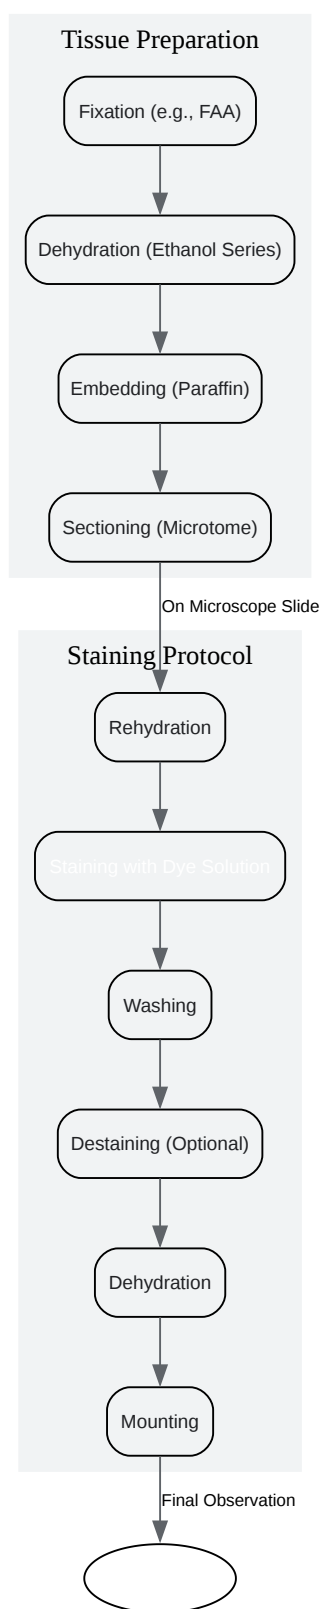 Tissue Preparation
Fixation (e.g., FAA)
Dehydration (Ethanol Series)
Embedding (Paraffin)
Sectioning (Microtome)
On Microscope Slide
Staining Protocol
Rehydration
Staining with Dye Solution
Washing
Destaining (Optional)
Dehydration
Mounting
Final Observation